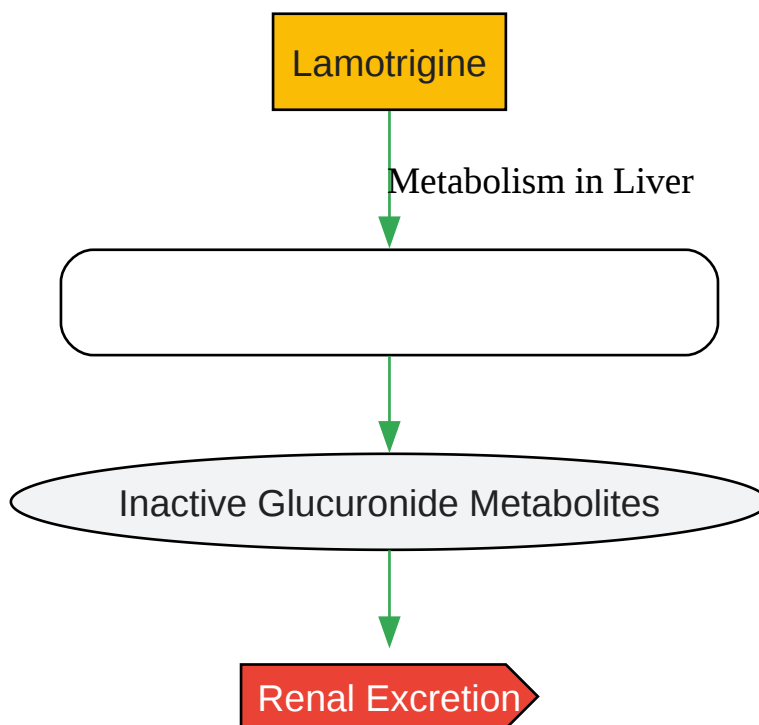 Lamotrigine
Metabolism in Liver
Inactive Glucuronide Metabolites
Renal Excretion